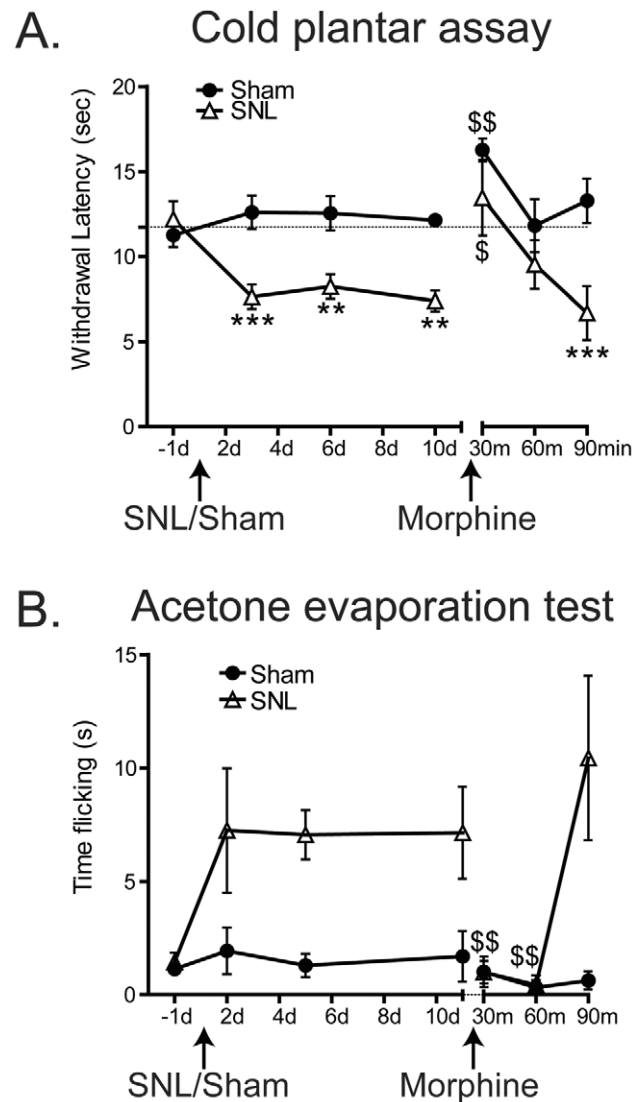 A. Cold plantar assay
Sham
SNL
Withdrawal Latency (sec)
20
15
10
5
0
$$
$
***
**
**
***
-1d 2d 4d 6d 8d 10d 30m 60m 90min
SNL/Sham Morphine
B. Acetone evaporation test
Sham
SNL
Time flicking (s)
15
10
5
0
$$ $$
-1d 2d 4d 6d 8d 10d 30m 60m 90m
SNL/Sham Morphine